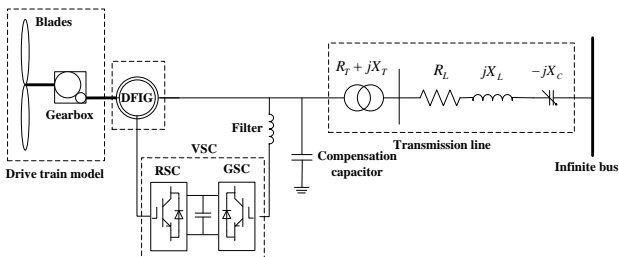 Blades
Gearbox
Drive train model
DFIG
VSC
RSC
GSC
Filter
Compensation
capacitor
R_T + jX_T
R_L
jX_L
-jX_C
Transmission line
Infinite bus